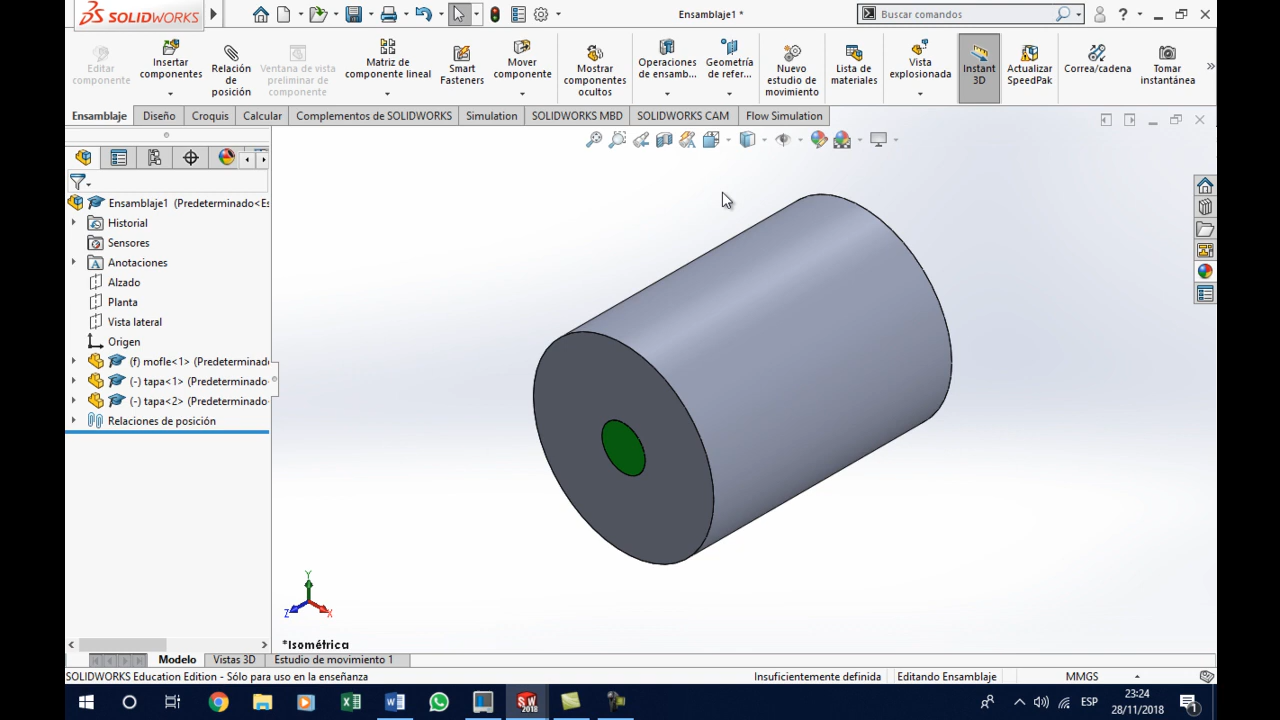 SOLIDWORKS
Ensamblaje1 *
Buscar comandos
Editar componente
Insertar componentes
Relación de posición
Ventana de vista preliminar de componente
Matriz de componente lineal
Smart Fasteners
Mover componente
Mostrar componentes ocultos
Operaciones de ensamb...
Geometría de refer...
Nuevo estudio de movimiento
Lista de materiales
Vista explosionada
Instant 3D
Actualizar SpeedPak
Correa/cadena
Tomar instantánea
Ensamblaje Diseño Croquis Calcular Complementos de SOLIDWORKS Simulation SOLIDWORKS MBD SOLIDWORKS CAM Flow Simulation
Ensamblaje1 (Predeterminado<Es
Historial
Sensores
Anotaciones
Alzado
Planta
Vista lateral
Origen
(f) mofle<1> (Predeterminad
(-) tapa<1> (Predeterminado
(-) tapa<2> (Predeterminado
Relaciones de posición
Y
Z X
*Isométrica
Modelo Vistas 3D Estudio de movimiento 1
SOLIDWORKS Education Edition - Sólo para uso en la enseñanza Insuficientemente definida Editando Ensamblaje MMGS
ESP
23:24
28/11/2018